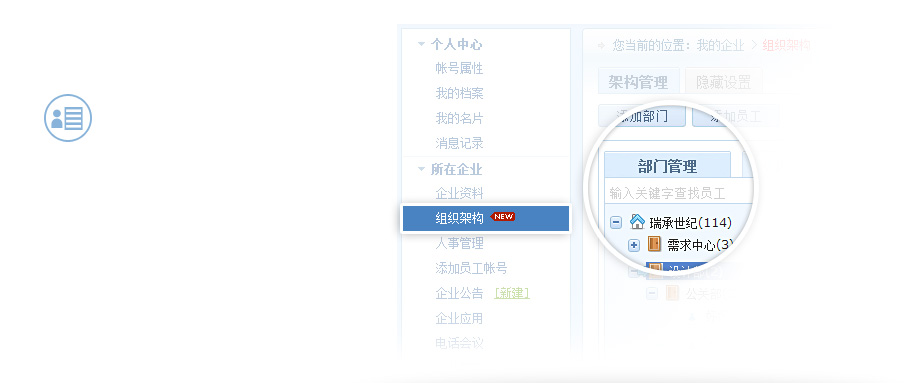 个人中心
帐号属性
我的档案
我的名片
消息记录
所在企业
企业资料
组织架构 NEW
人事管理
添加员工帐号
企业公告 [新建]
企业应用
电话会议
您当前的位置：我的企业 > 组织架构
架构管理 隐藏设置
添加部门 添加员工
部门管理
输入关键字查找员工
瑞承世纪(114)
需求中心(3)